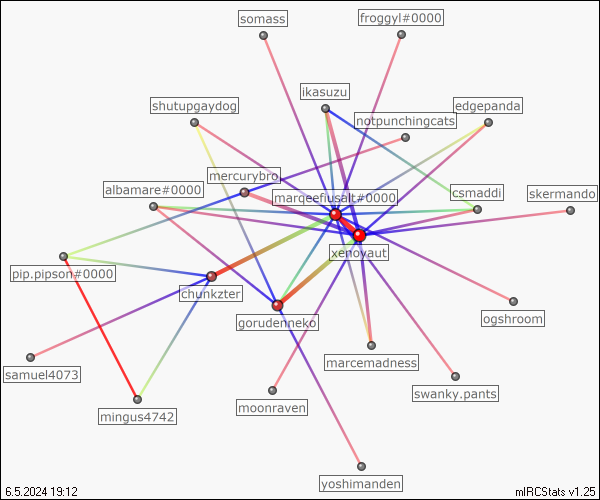 somass
froggyl#0000
ikasuzu
shutupgaydog
edgepanda
notpunchingcats
mercurybro
albamare#0000
marqeefiusalt#0000
csmaddi
skermando
xenoyaut
pip.pipson#0000
chunkzter
gorudenneko
ogshroom
marcemadness
samuel4073
swanky.pants
moonraven
mingus4742
yoshimanden
6.5.2024 19:12
mIRCStats v1.25